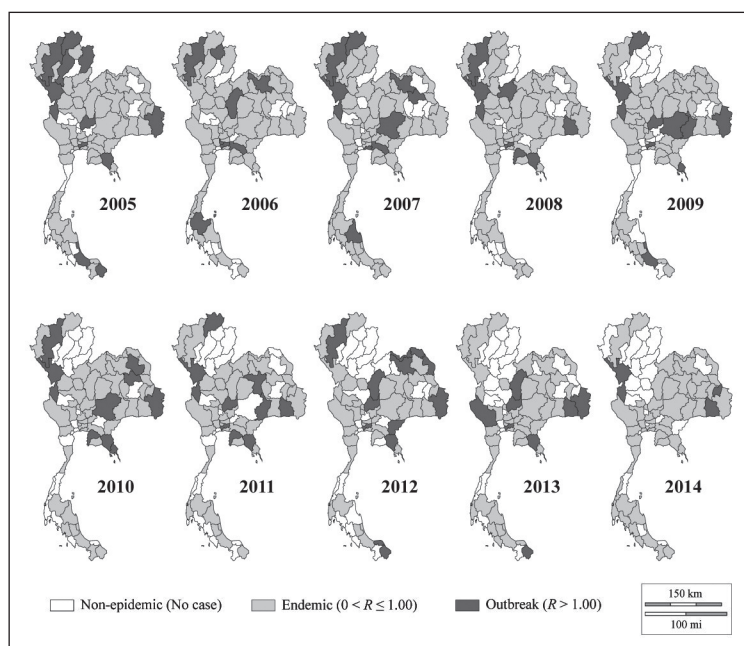 2005 2006 2007 2008 2009
2010 2011 2012 2013 2014
Non-epidemic (No case) Endemic (0 < R ≤ 1.00) Outbreak (R > 1.00)
150 km
100 mi